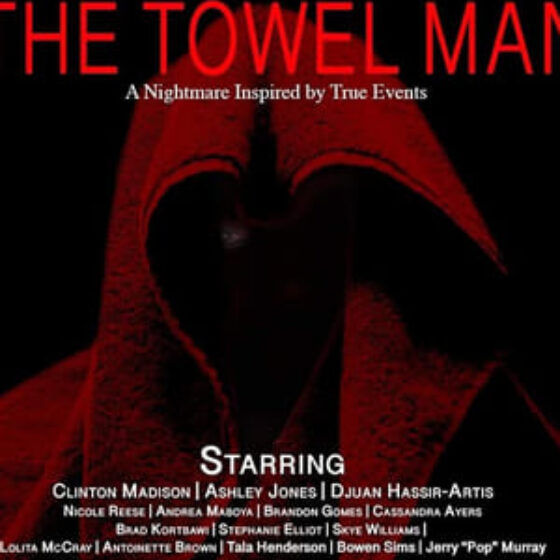 THE TOWEL MAN
A Nightmare Inspired by True Events
STARRING
CLINTON MADISON | ASHLEY JONES | DJUAN HASSIR-ARTIS
NICOLE REESE | ANDREA MABOYA | BRANDON GOMES | CASSANDRA AYERS
BRAD KORTBAWI | STEPHANIE ELLIOT | SKYE WILLIAMS |
LOLITA MCCRAY | ANTOINETTE BROWN | Tala Henderson | Bowen Sims | Jerry "Pop" Murray